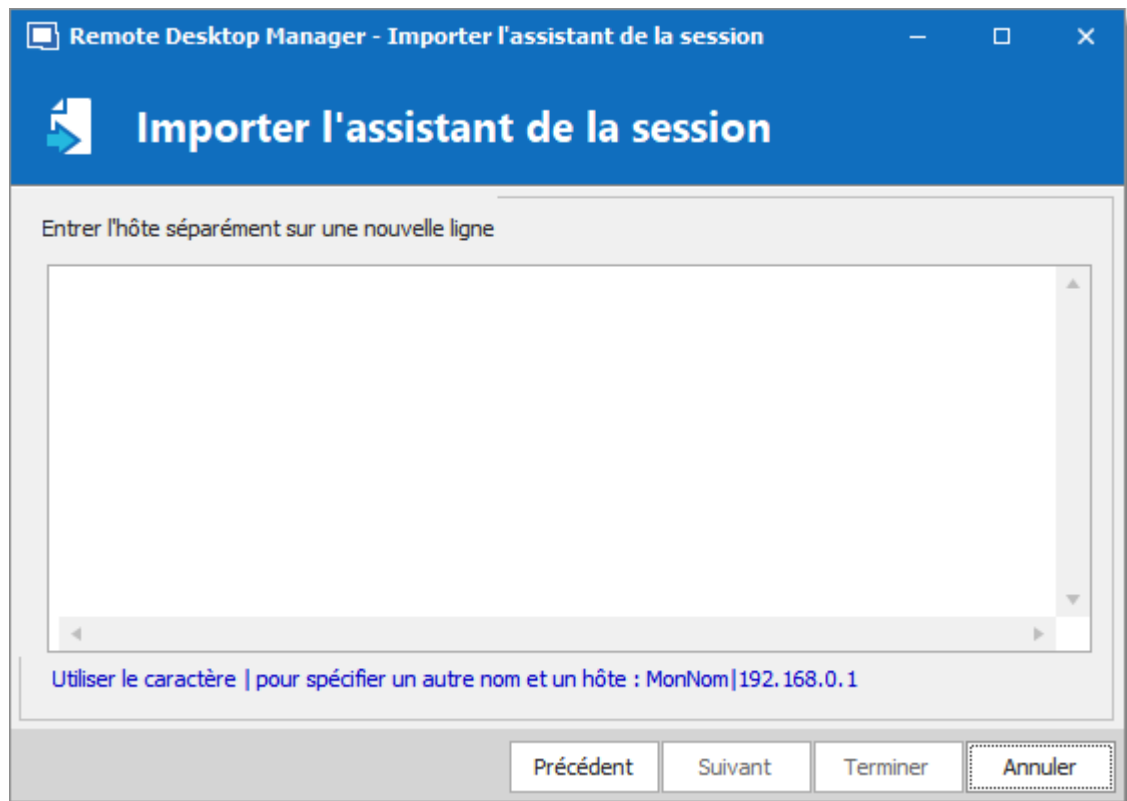 Remote Desktop Manager - Importer l'assistant de la session
Importer l'assistant de la session
Entrer l'hôte séparément sur une nouvelle ligne
Utiliser le caractère | pour spécifier un autre nom et un hôte : MonNom|192.168.0.1
Précédent Suivant Terminer Annuler